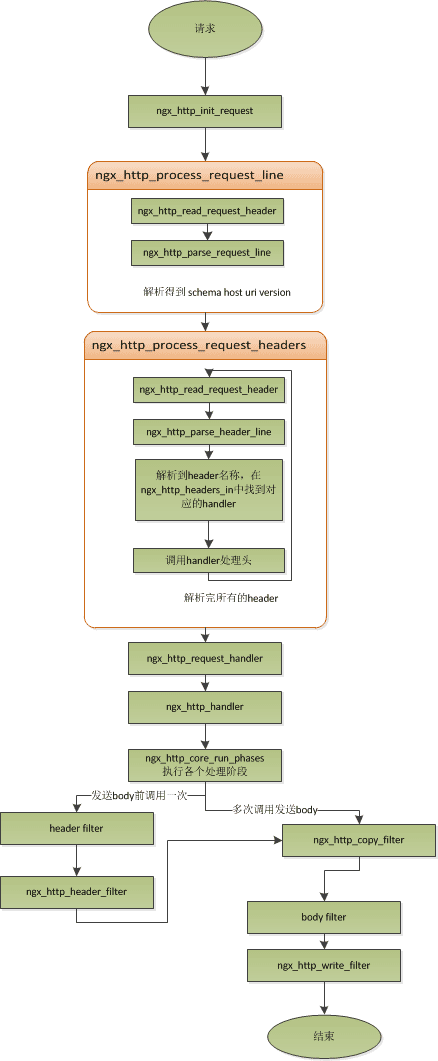 请求
ngx_http_init_request
ngx_http_process_request_line
ngx_http_read_request_header
ngx_http_parse_request_line
解析得到 schema host uri version
ngx_http_process_request_headers
ngx_http_read_request_header
ngx_http_parse_header_line
解析到header名称，在
ngx_http_headers_in中找到对
应的handler
调用handler处理头
解析完所有的header
ngx_http_request_handler
ngx_http_handler
ngx_http_core_run_phases
执行各个处理阶段
发送body前调用一次
多次调用发送body
header filter
ngx_http_copy_filter
ngx_http_header_filter
body filter
ngx_http_write_filter
结束